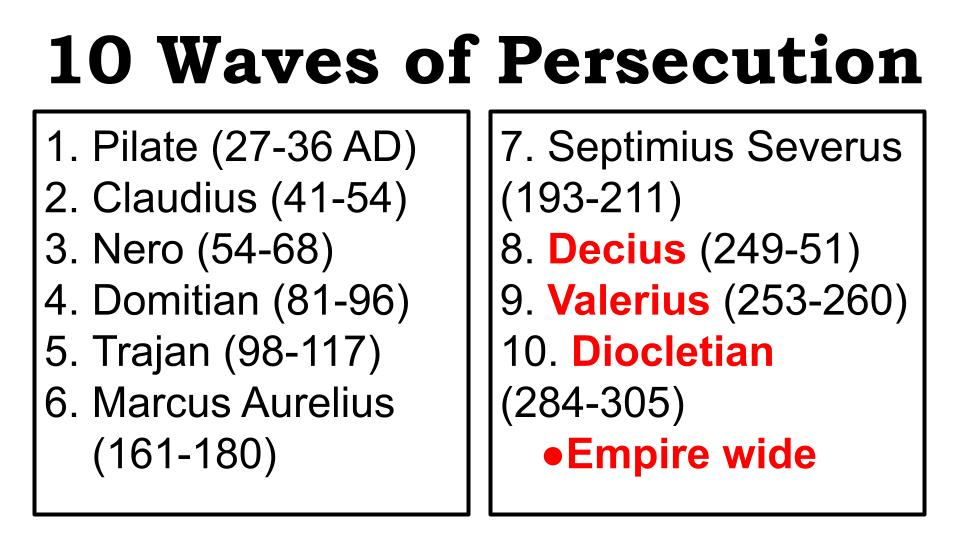 10 Waves of Persecution
1. Pilate (27-36 AD)
2. Claudius (41-54)
3. Nero (54-68)
4. Domitian (81-96)
5. Trajan (98-117)
6. Marcus Aurelius
(161-180)
7. Septimius Severus
(193-211)
8. Decius (249-51)
9. Valerius (253-260)
10. Diocletian
(284-305)
●Empire wide